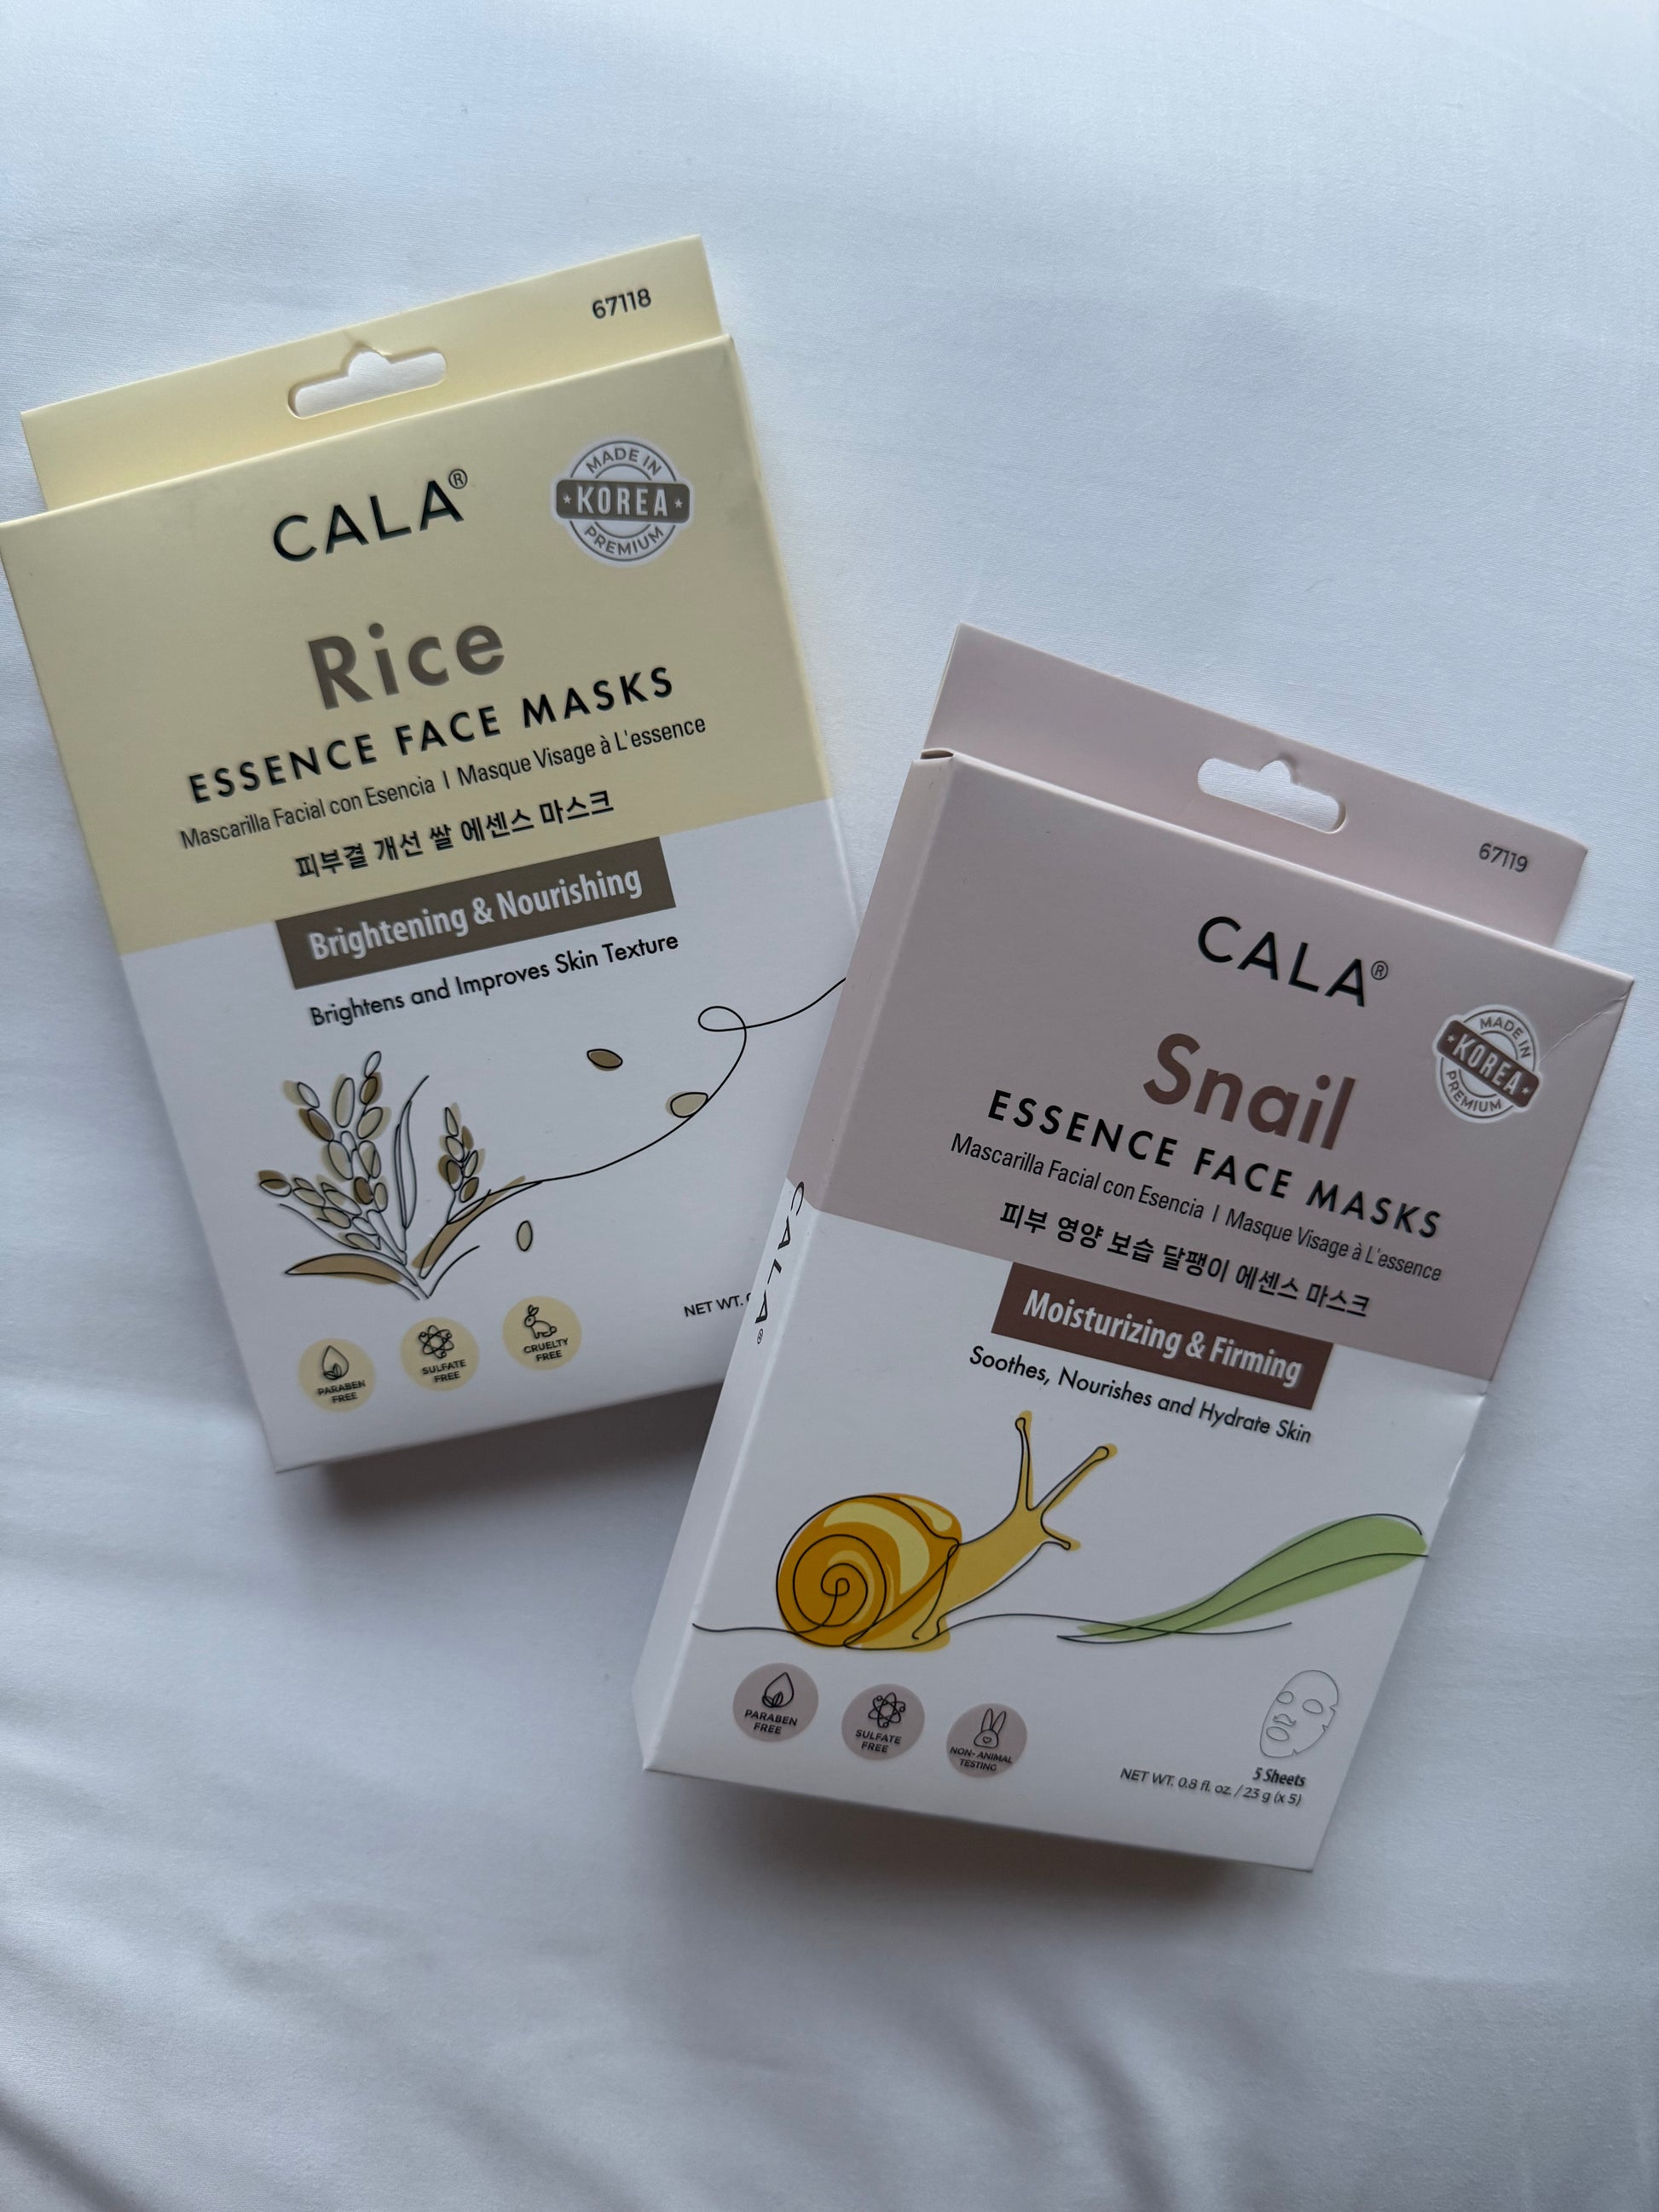 67118
CALA®
MADE IN
KOREA
PREMIUM
Rice
ESSENCE FACE MASKS
Mascarilla Facial con Esencia | Masque Visage à L'essence
피부결 개선 쌀 에센스 마스크
Brightening & Nourishing
Brightens and Improves Skin Texture
PARABEN
FREE
SULFATE
FREE
CRUELTY
FREE
NET WT.
67119
CALA®
MADE IN
KOREA
PREMIUM
Snail
ESSENCE FACE MASKS
Mascarilla Facial con Esencia | Masque Visage à L'essence
피부 영양 보습 달팽이 에센스 마스크
Moisturizing & Firming
Soothes, Nourishes and Hydrate Skin
CALA®
PARABEN
FREE
SULFATE
FREE
NON-ANIMAL
TESTING
5 Sheets
NET WT. 0.8 fl. oz. / 23 g (x 5)